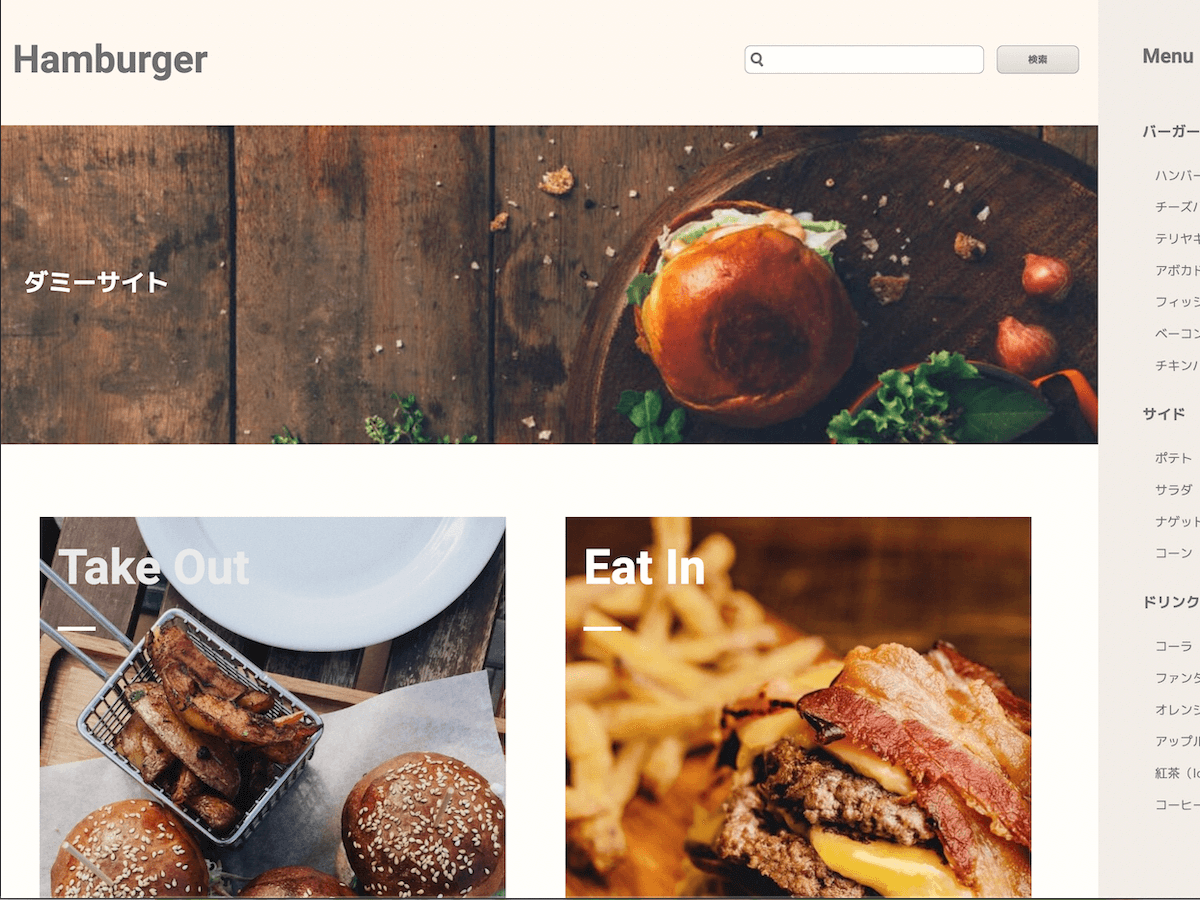 Hamburger
検索
ダミーサイト
Take Out
Eat In
Menu
バーガー
ハンバー
チーズ
テリヤキ
アボカド
フィッシ
ベーコン
チキン
サイド
ポテト
サラダ
ナゲット
コーン
ドリンク
コーラ
ファンタ
オレンジ
アップル
紅茶（Ic
コーヒー